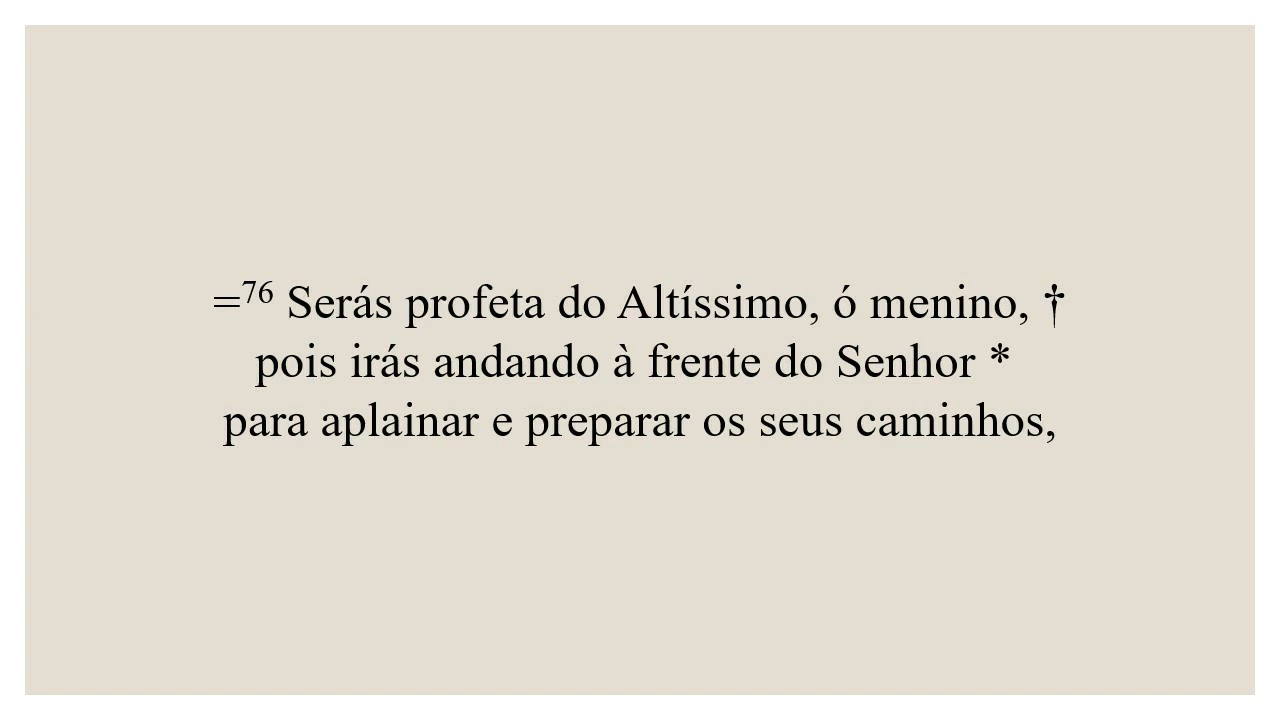 =⁷⁶ Serás profeta do Altíssimo, ó menino, †
pois irás andando à frente do Senhor *
para aplainar e preparar os seus caminhos,